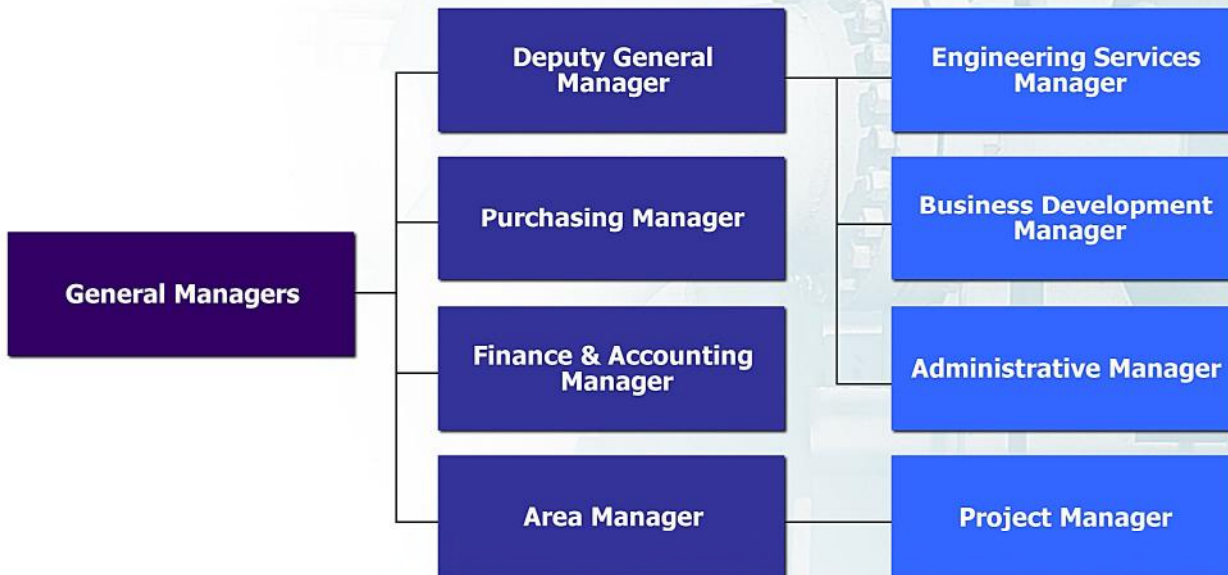 Deputy General
Manager
Engineering Services
Manager
Purchasing Manager
Business Development
Manager
General Managers
Finance & Accounting
Manager
Administrative Manager
Area Manager
Project Manager